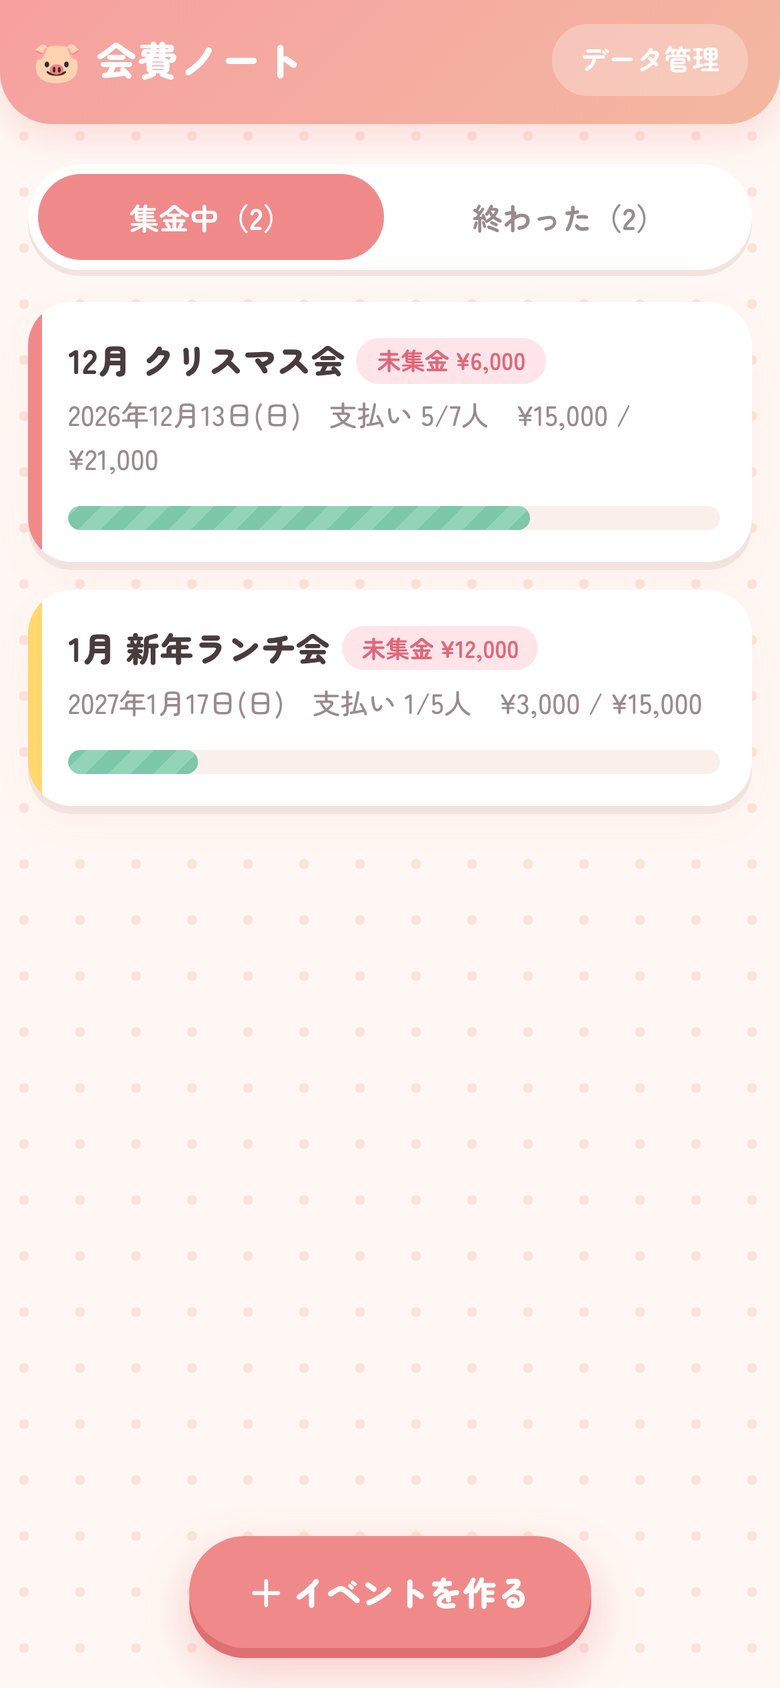 会費ノート
データ管理
集金中（2）
終わった（2）
12月 クリスマス会 未集金 ¥6,000
2026年12月13日(日)　支払い 5/7人　¥15,000 /
¥21,000
1月 新年ランチ会 未集金 ¥12,000
2027年1月17日(日)　支払い 1/5人　¥3,000 / ¥15,000
＋ イベントを作る